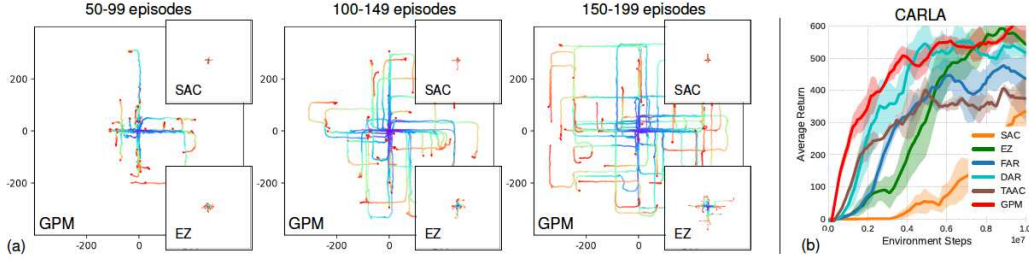 50-99 episodes
200
0
-200
-200
0
SAC
GPM
EZ
(a)
100-149 episodes
200
0
-200
-200
0
SAC
GPM
EZ
150-199 episodes
200
0
-200
-200
0
SAC
GPM
EZ
CARLA
Average Return
600
500
400
300
200
100
0
SAC
EZ
FAR
DAR
TAAC
GPM
0.0 0.2 0.4 0.6 0.8 1.0
1e7
Environment Steps
(b)